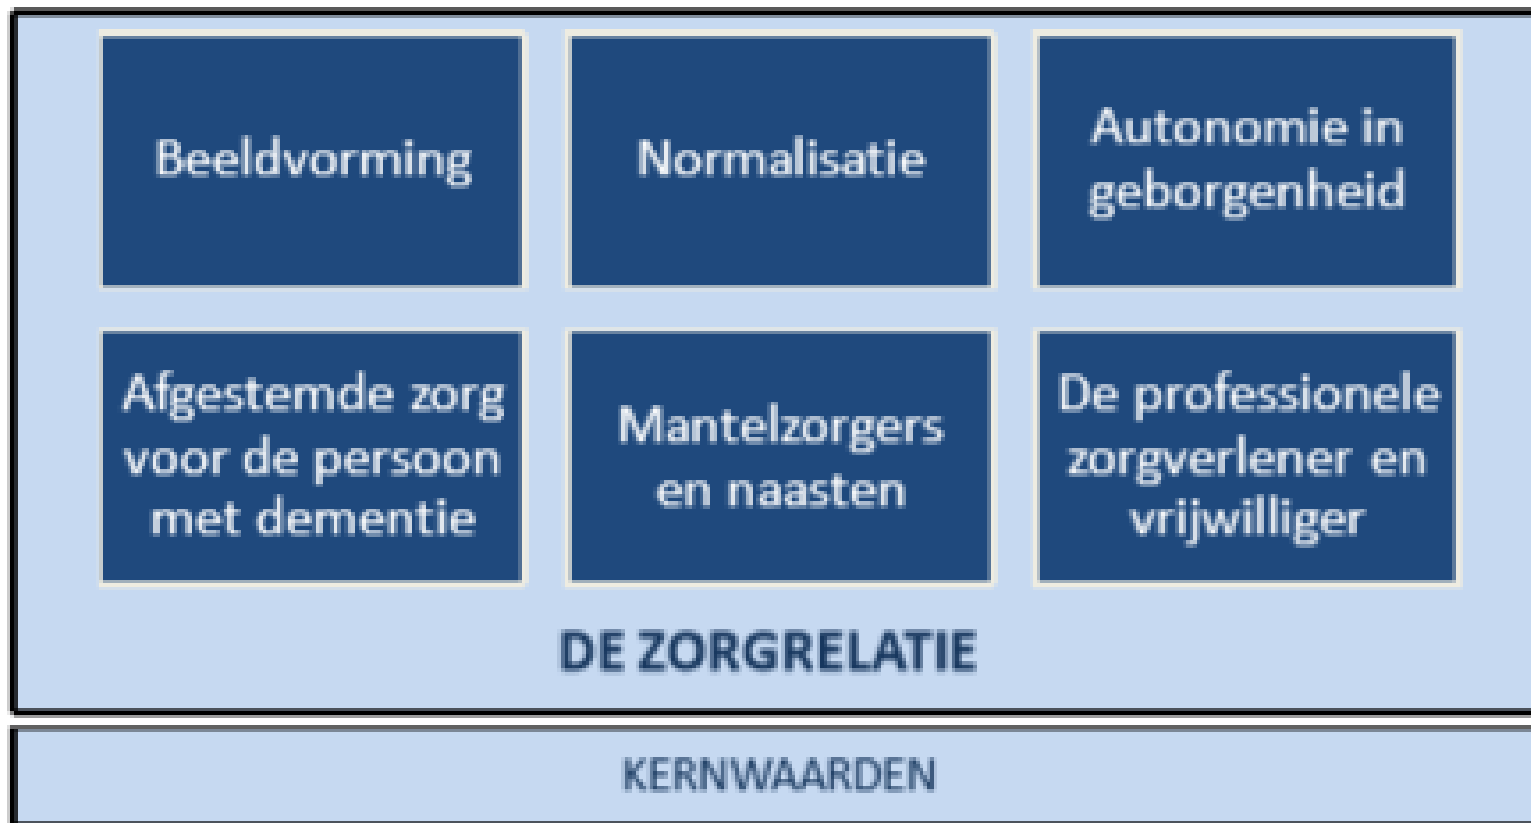 Beeldvorming
Normalisatie
Autonomie in
geborgenheid
Afgestemde zorg
voor de persoon
met dementie
Mantelzorgers
en naasten
De professionele
zorgverlener en
vrijwilliger
DE ZORGRELATIE
KERNWAARDEN